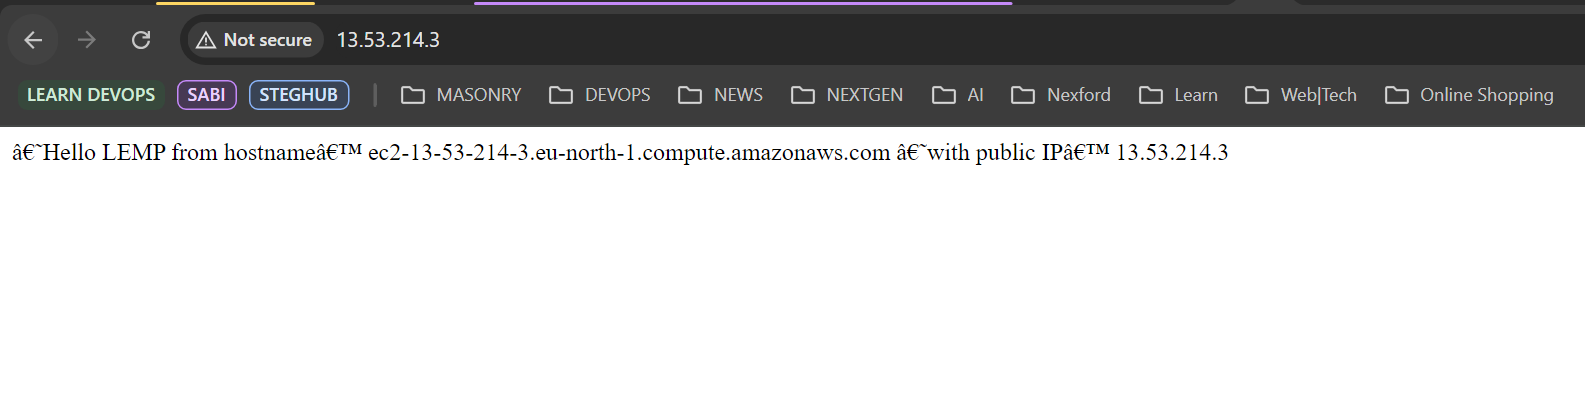 Not secure 13.53.214.3
LEARN DEVOPS SABI STEGHUB MASONRY DEVOPS NEWS NEXTGEN AI Nexford Learn Web|Tech Online Shopping
â€˜Hello LEMP from hostnameâ€™ ec2-13-53-214-3.eu-north-1.compute.amazonaws.com â€˜with public IPâ€™ 13.53.214.3